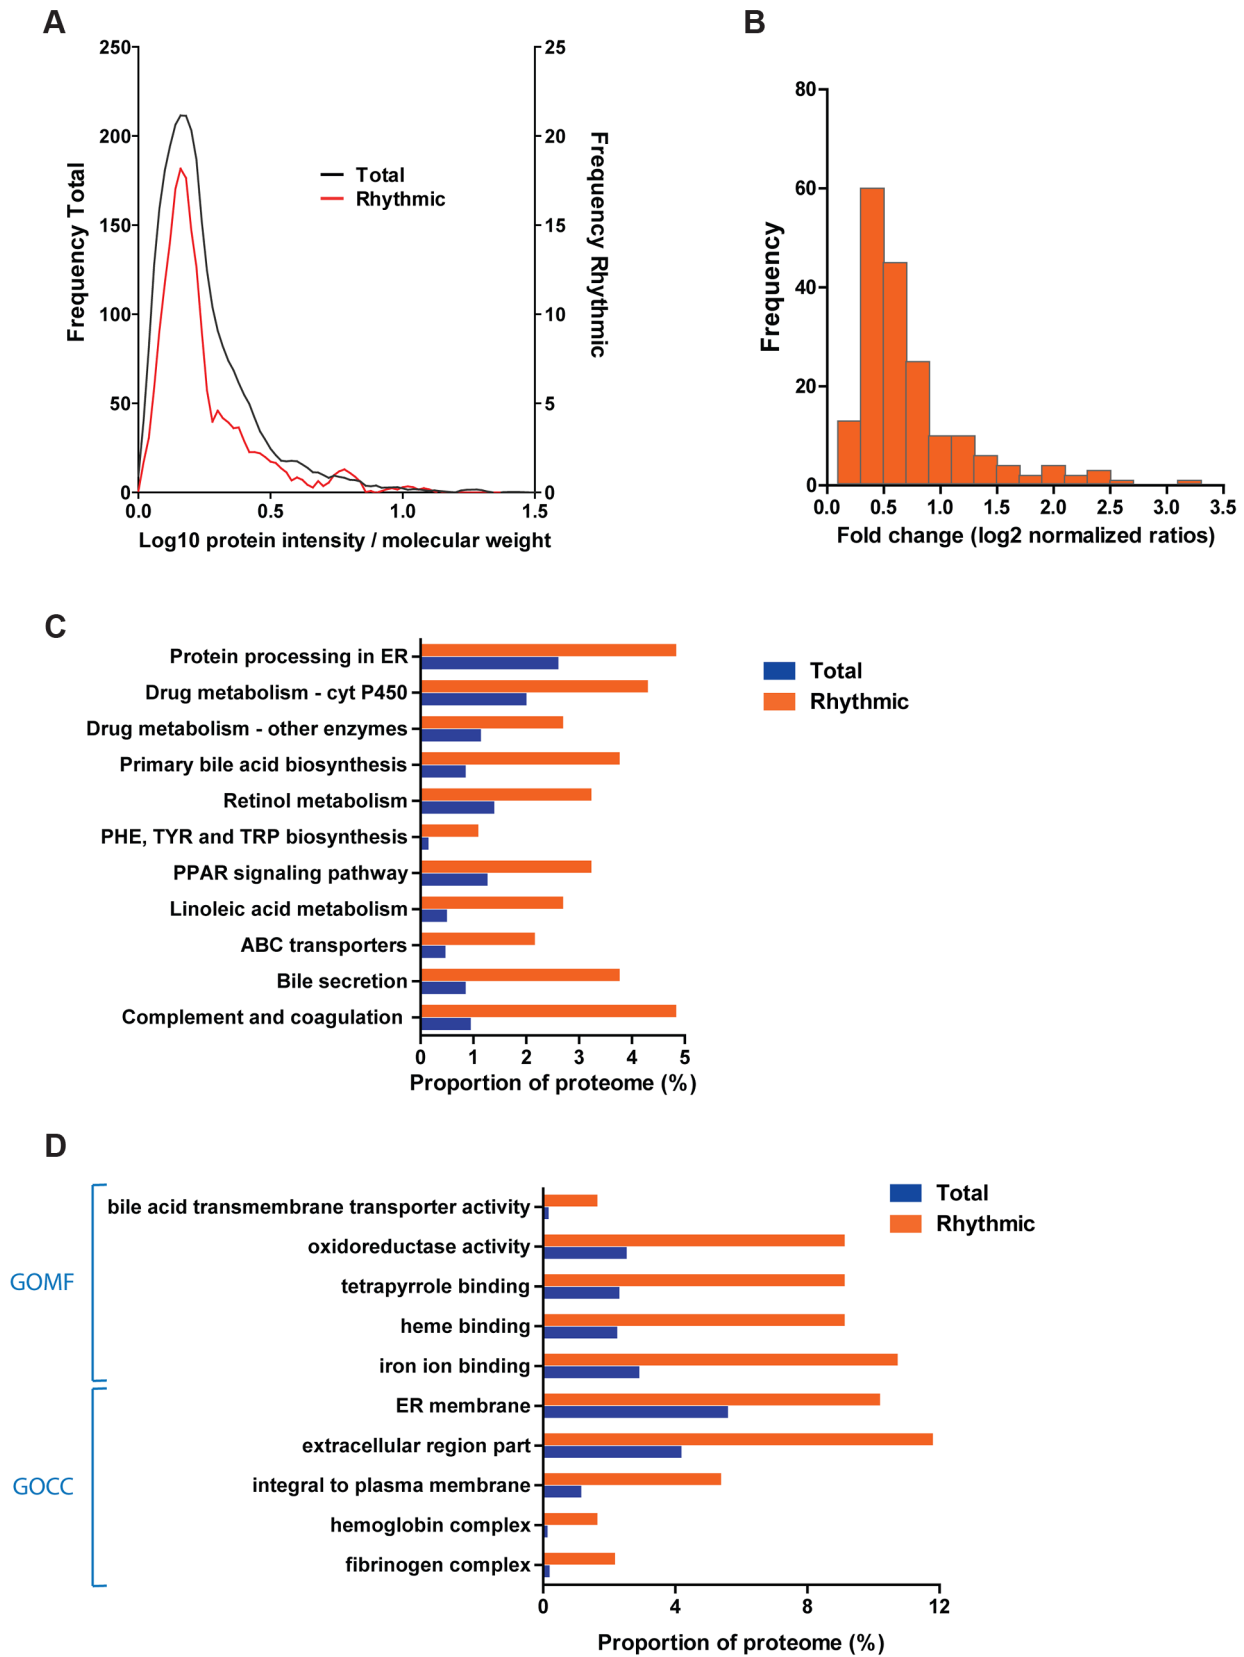 A
250
200
150
100
50
0
25
20
15
10
5
0
0.0
0.5
1.0
1.5
Frequency Total
Frequency Rhythmic
Total
Rhythmic
Log10 protein intensity / molecular weight
B
80
60
40
20
0
Frequency
0.0
0.5
1.0
1.5
2.0
2.5
3.0
3.5
Fold change (log2 normalized ratios)
C
Protein processing in ER
Drug metabolism - cyt P450
Drug metabolism - other enzymes
Primary bile acid biosynthesis
Retinol metabolism
PHE, TYR and TRP biosynthesis
PPAR signaling pathway
Linoleic acid metabolism
ABC transporters
Bile secretion
Complement and coagulation
0
1
2
3
4
5
Proportion of proteome (%)
Total
Rhythmic
D
GOMF
bile acid transmembrane transporter activity
oxidoreductase activity
tetrapyrrole binding
heme binding
iron ion binding
GOCC
ER membrane
extracellular region part
integral to plasma membrane
hemoglobin complex
fibrinogen complex
0
4
8
12
Proportion of proteome (%)
Total
Rhythmic